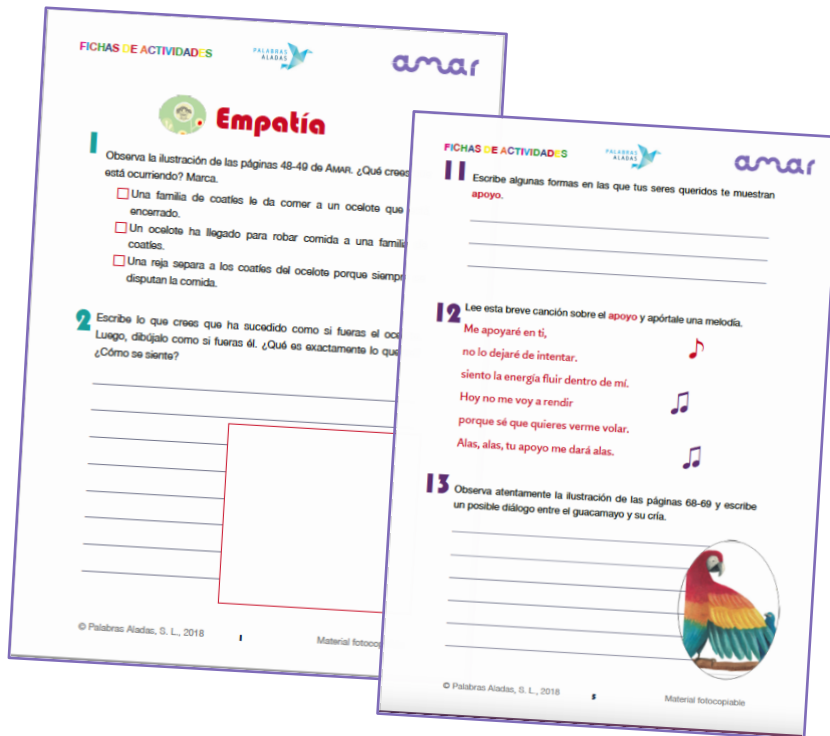 FICHAS DE ACTIVIDADES
PALABRAS
ALADAS
amar
Empatía
1
Observa la ilustración de las páginas 48-49 de AMAR. ¿Qué crees
está ocurriendo? Marca.
Una familia de coatíes le da comer a un ocelote que
encerrado.
Un ocelote ha llegado para robar comida a una familia
coatíes.
Una reja separa a los coatíes del ocelote porque
disputan la comida.
2
Escribe lo que crees que ha sucedido como si fueras el
Luego, dibújalo como si fueras él. ¿Qué es exactamente lo que
¿Cómo se siente?
© Palabras Aladas, S. L., 2018
1
Material
FICHAS DE ACTIVIDADES
PALABRAS
ALADAS
amar
11
Escribe algunas formas en las que tus seres queridos te muestran
apoyo.
12
Lee esta breve canción sobre el apoyo y apórtale una melodía.
Me apoyaré en ti,
no lo dejaré de intentar.
siento la energía fluir dentro de mí.
Hoy no me voy a rendir
porque sé que quieres verme volar.
Alas, alas, tu apoyo me dará alas.
13
Observa atentamente la ilustración de las páginas 68-69 y escribe
un posible diálogo entre el guacamayo y su cría.
© Palabras Aladas, S. L., 2018
5
Material fotocopiable